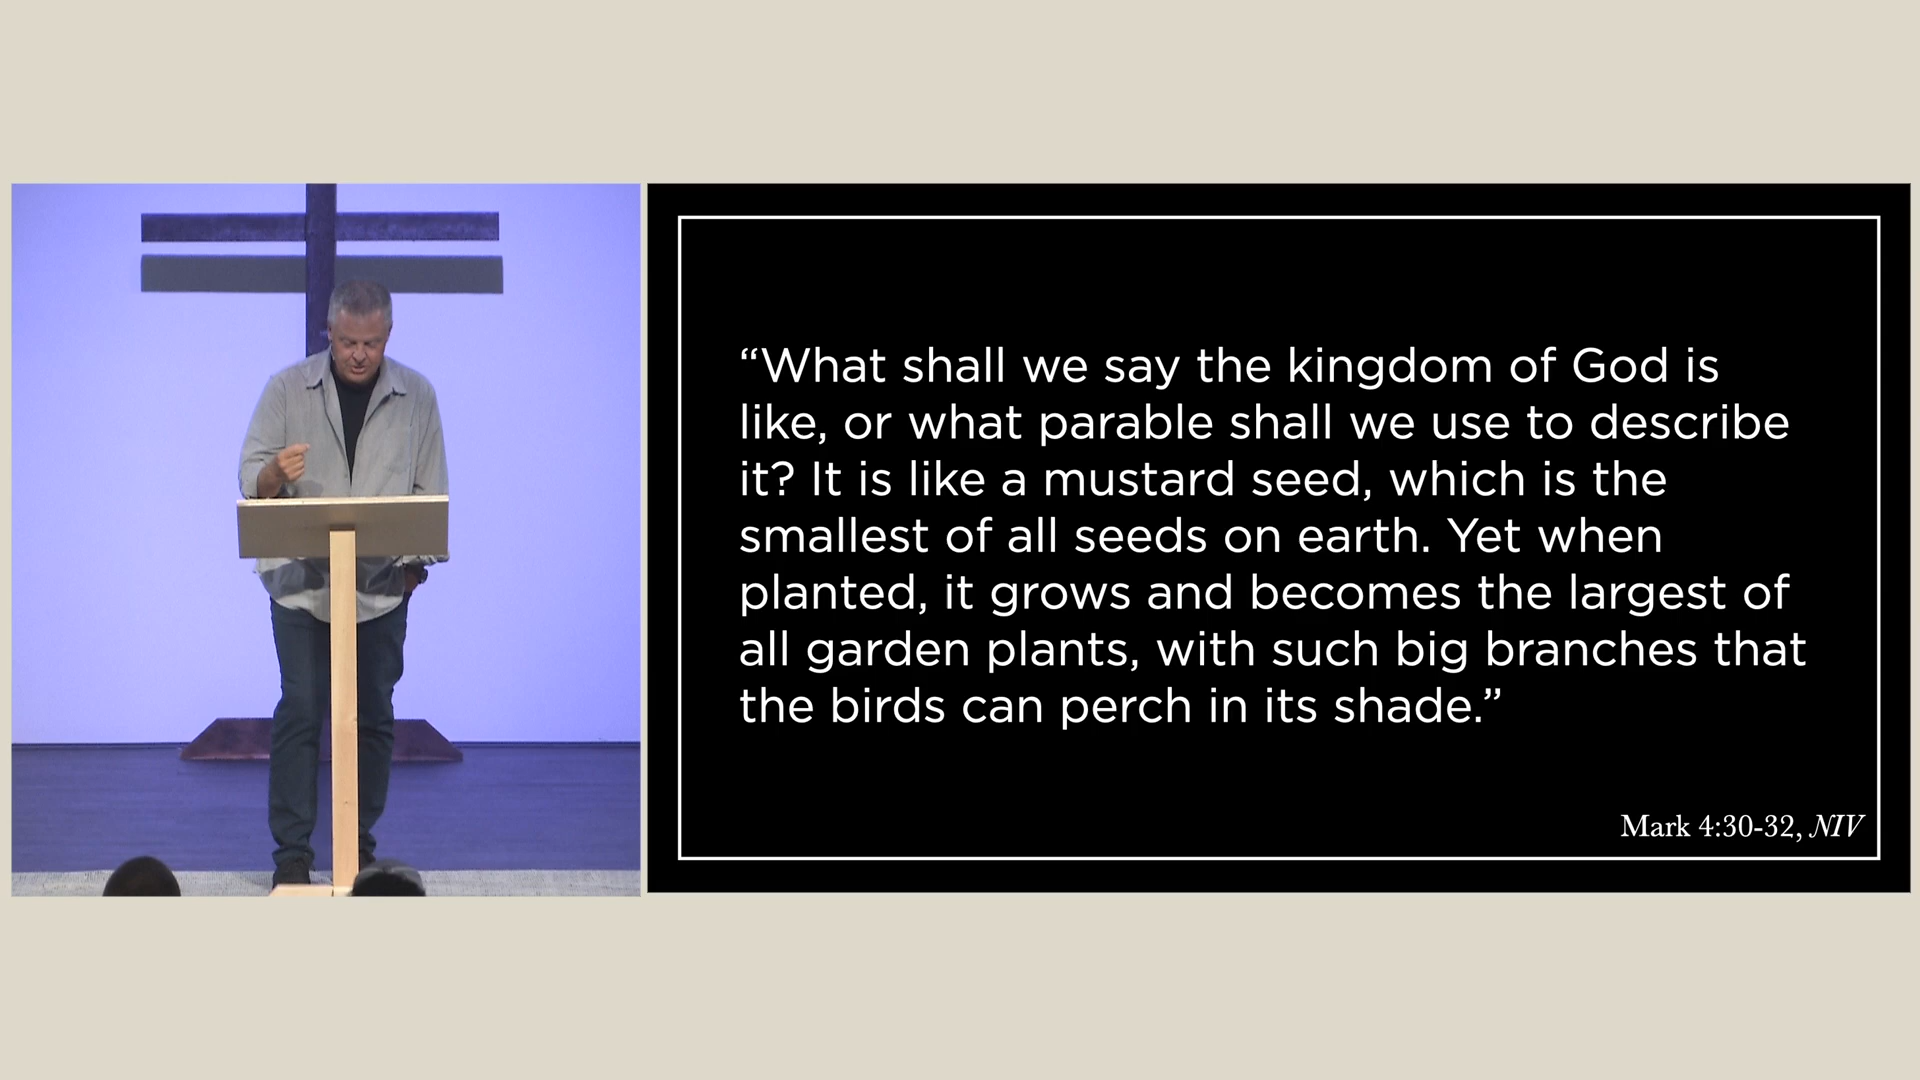 “What shall we say the kingdom of God is
like, or what parable shall we use to describe
it? It is like a mustard seed, which is the
smallest of all seeds on earth. Yet when
planted, it grows and becomes the largest of
all garden plants, with such big branches that
the birds can perch in its shade.”
Mark 4:30-32, NIV